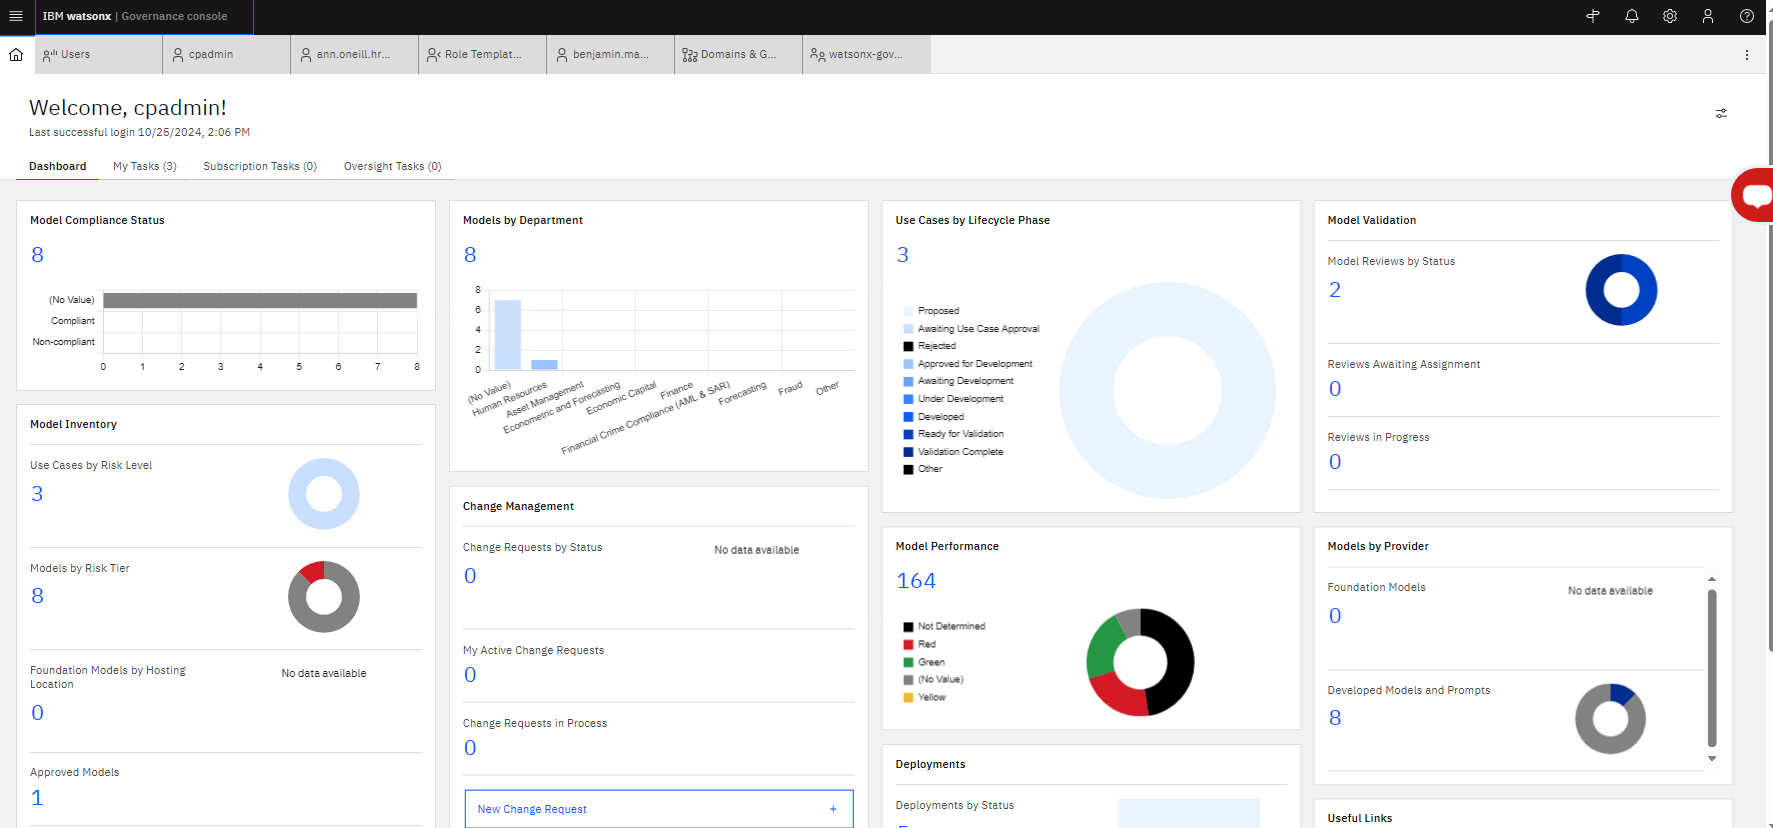 IBM watsonx | Governance console
Users
cpadmin
ann.oneill.hr...
Role Templat...
benjamin.ma...
Domains & G...
watsonx-gov...
Welcome, cpadmin!
Last successful login 10/25/2024, 2:06 PM
Dashboard
My Tasks (3)
Subscription Tasks (0)
Oversight Tasks (0)
Model Compliance Status
8
(No Value)
Compliant
Non-compliant
0 1 2 3 4 5 6 7 8
Model Inventory
Use Cases by Risk Level
3
Models by Risk Tier
8
Foundation Models by Hosting
Location
No data available
0
Approved Models
1
Models by Department
8
8
6
4
2
0
(No Value)
Human Resources
Asset Management
Econometric and Forecasting
Economic Capital
Finance
Financial Crime Compliance (AML & SAR)
Forecasting
Fraud
Other
Change Management
Change Requests by Status
No data available
0
My Active Change Requests
0
Change Requests in Process
0
New Change Request +
Use Cases by Lifecycle Phase
3
Proposed
Awaiting Use Case Approval
Rejected
Approved for Development
Awaiting Development
Under Development
Developed
Ready for Validation
Validation Complete
Other
Model Performance
164
Not Determined
Red
Green
(No Value)
Yellow
Deployments
Deployments by Status
Model Validation
Model Reviews by Status
2
Reviews Awaiting Assignment
0
Reviews in Progress
0
Models by Provider
Foundation Models
No data available
0
Developed Models and Prompts
8
Useful Links